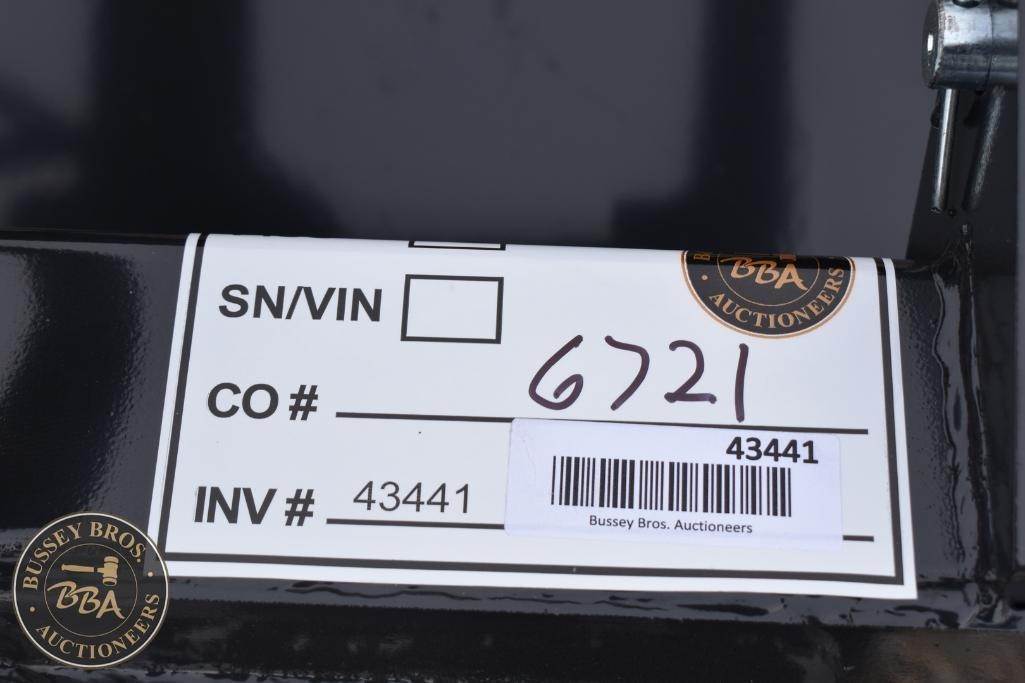 BBA
AUCTIONEERS
SN/VIN
6721
CO #
43441
INV # 43441
Bussey Bros. Auctioneers
BUSSEY BROS.
BBA
AUCTIONEERS